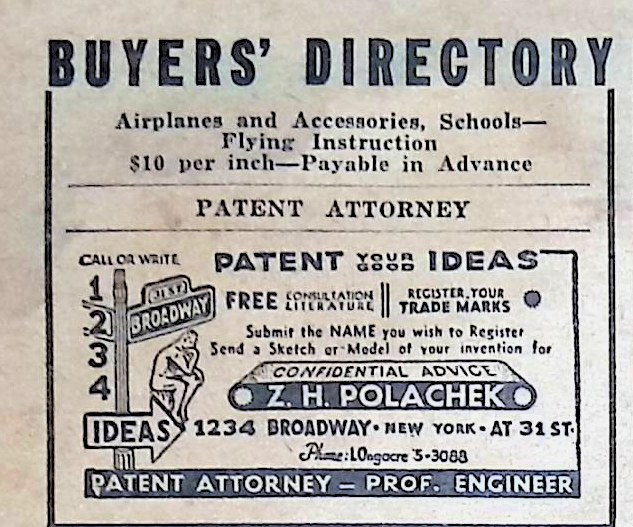 BUYERS' DIRECTORY
Airplanes and Accessories, Schools—
Flying Instruction
$10 per inch—Payable in Advance
PATENT ATTORNEY
CALL OR WRITE
PATENT YOUR GOOD IDEAS
31ST
BROADWAY
1
2
3
4
FREE CONSULTATION LITERATURE
REGISTER YOUR
TRADE MARKS
Submit the NAME you wish to Register
Send a Sketch or Model of your invention for
CONFIDENTIAL ADVICE
Z. H. POLACHEK
IDEAS
1234 BROADWAY • NEW YORK • AT 31 ST.
Phone: LOngacre 5-3088
PATENT ATTORNEY – PROF. ENGINEER